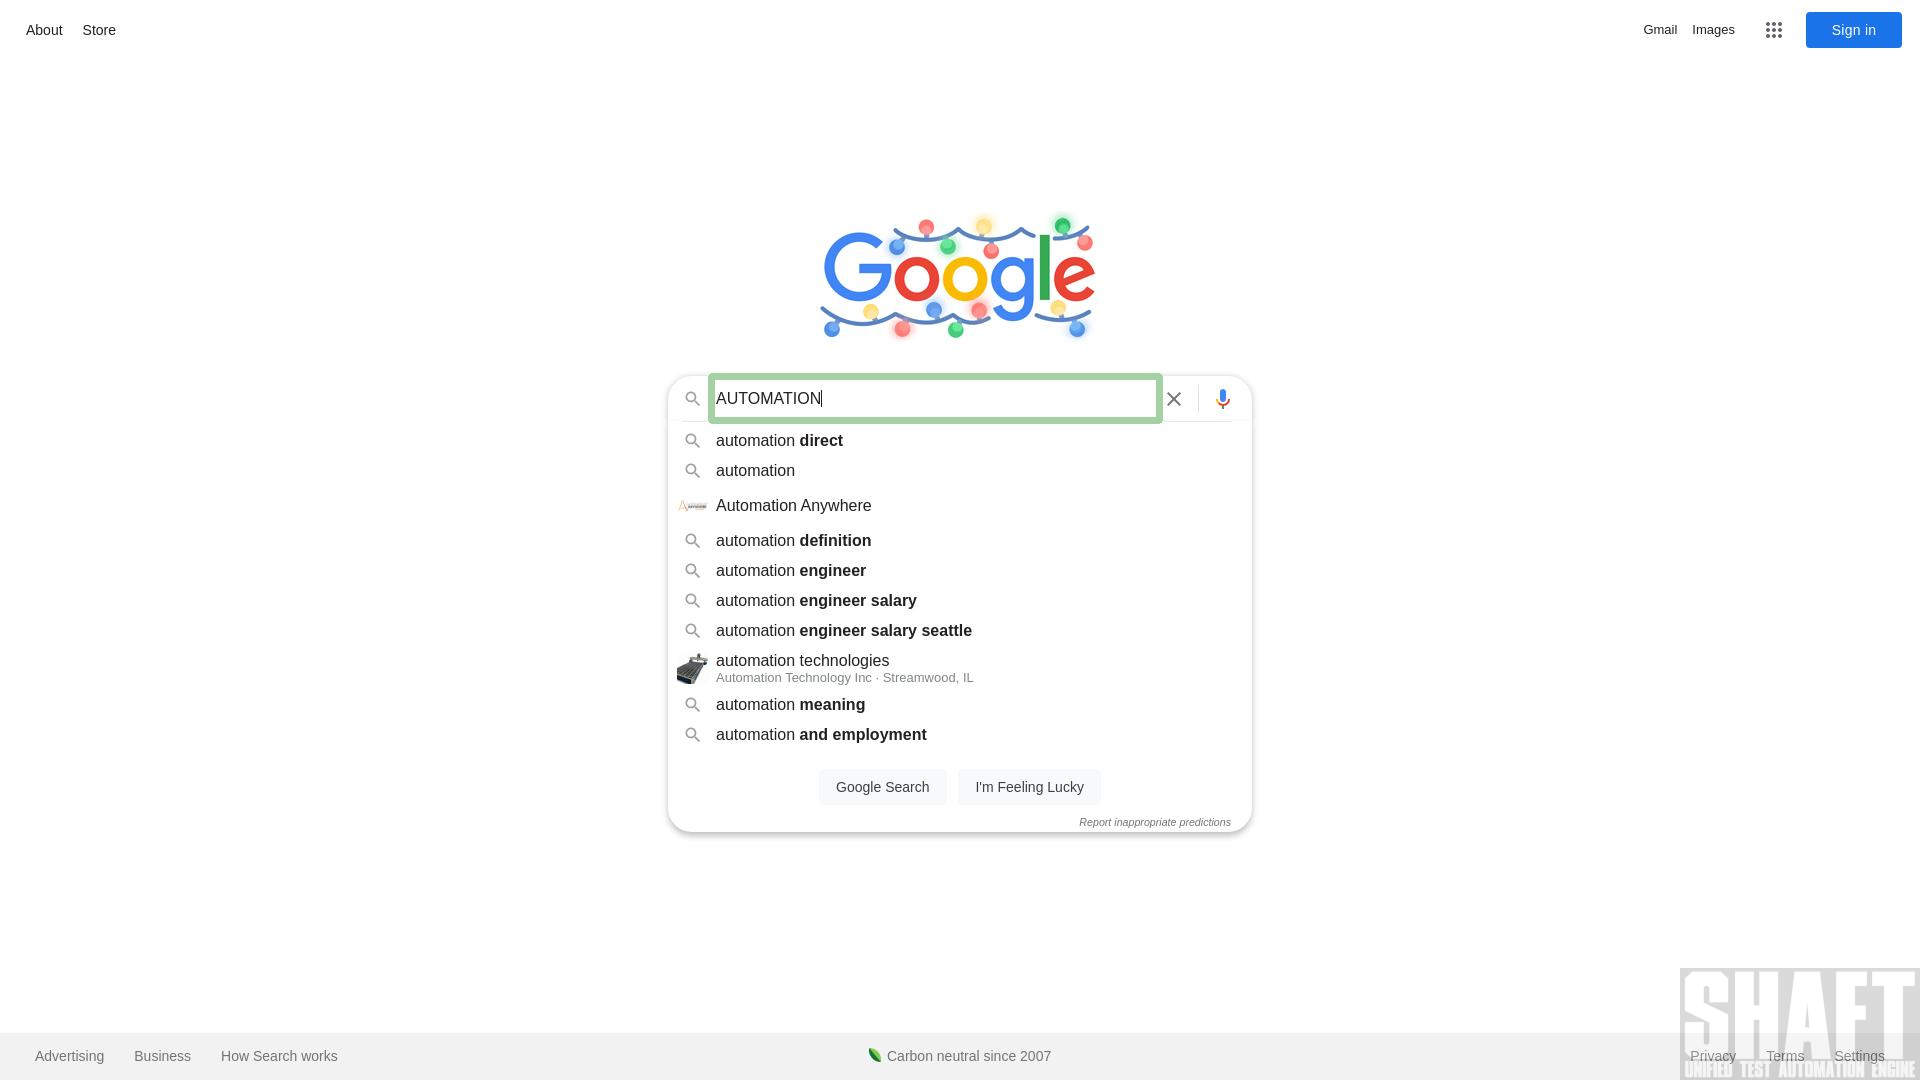 About Store
Gmail Images Sign in
Google
AUTOMATION
automation direct
automation
Automation Anywhere
automation definition
automation engineer
automation engineer salary
automation engineer salary seattle
automation technologies
Automation Technology Inc · Streamwood, IL
automation meaning
automation and employment
Google Search I'm Feeling Lucky
Report inappropriate predictions
SHAFT
Advertising Business How Search works Carbon neutral since 2007 Privacy Terms Settings
UNIFIED TEST AUTOMATION ENGINE